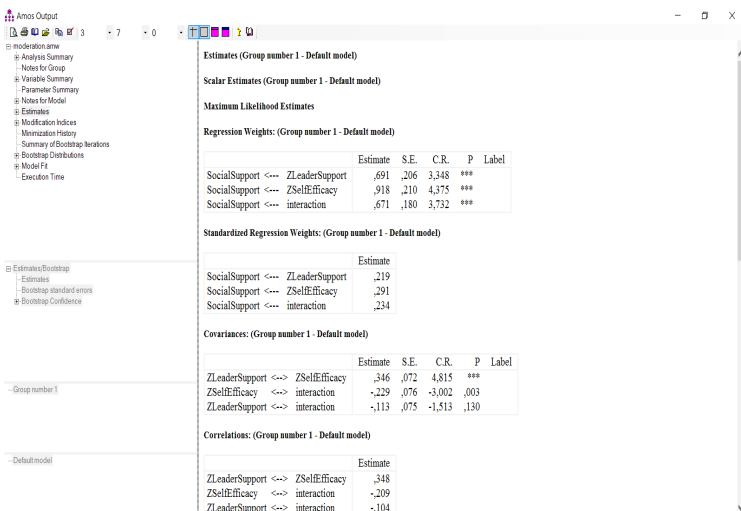 Amos Output
3 7 0
moderation.amw
Analysis Summary
Notes for Group
Variable Summary
Parameter Summary
Notes for Model
Estimates
Modification Indices
Minimization History
Summary of Bootstrap Iterations
Bootstrap Distributions
Model Fit
Execution Time
Estimates/Bootstrap
Estimates
Bootstrap standard errors
Bootstrap Confidence
Group number 1
Default model
Estimates (Group number 1 - Default model)
Scalar Estimates (Group number 1 - Default model)
Maximum Likelihood Estimates
Regression Weights: (Group number 1 - Default model)
Estimate S.E. C.R. P Label
SocialSupport <--- ZLeaderSupport ,691 ,206 3,348 ***
SocialSupport <--- ZSelfEfficacy ,918 ,210 4,375 ***
SocialSupport <--- interaction ,671 ,180 3,732 ***
Standardized Regression Weights: (Group number 1 - Default model)
Estimate
SocialSupport <--- ZLeaderSupport ,219
SocialSupport <--- ZSelfEfficacy ,291
SocialSupport <--- interaction ,234
Covariances: (Group number 1 - Default model)
Estimate S.E. C.R. P Label
ZLeaderSupport <--> ZSelfEfficacy ,346 ,072 4,815 ***
ZSelfEfficacy <--> interaction -,229 ,076 -3,002 ,003
ZLeaderSupport <--> interaction -,113 ,075 -1,513 ,130
Correlations: (Group number 1 - Default model)
Estimate
ZLeaderSupport <--> ZSelfEfficacy ,348
ZSelfEfficacy <--> interaction -,209
ZLeaderSupport <--> interaction -,104